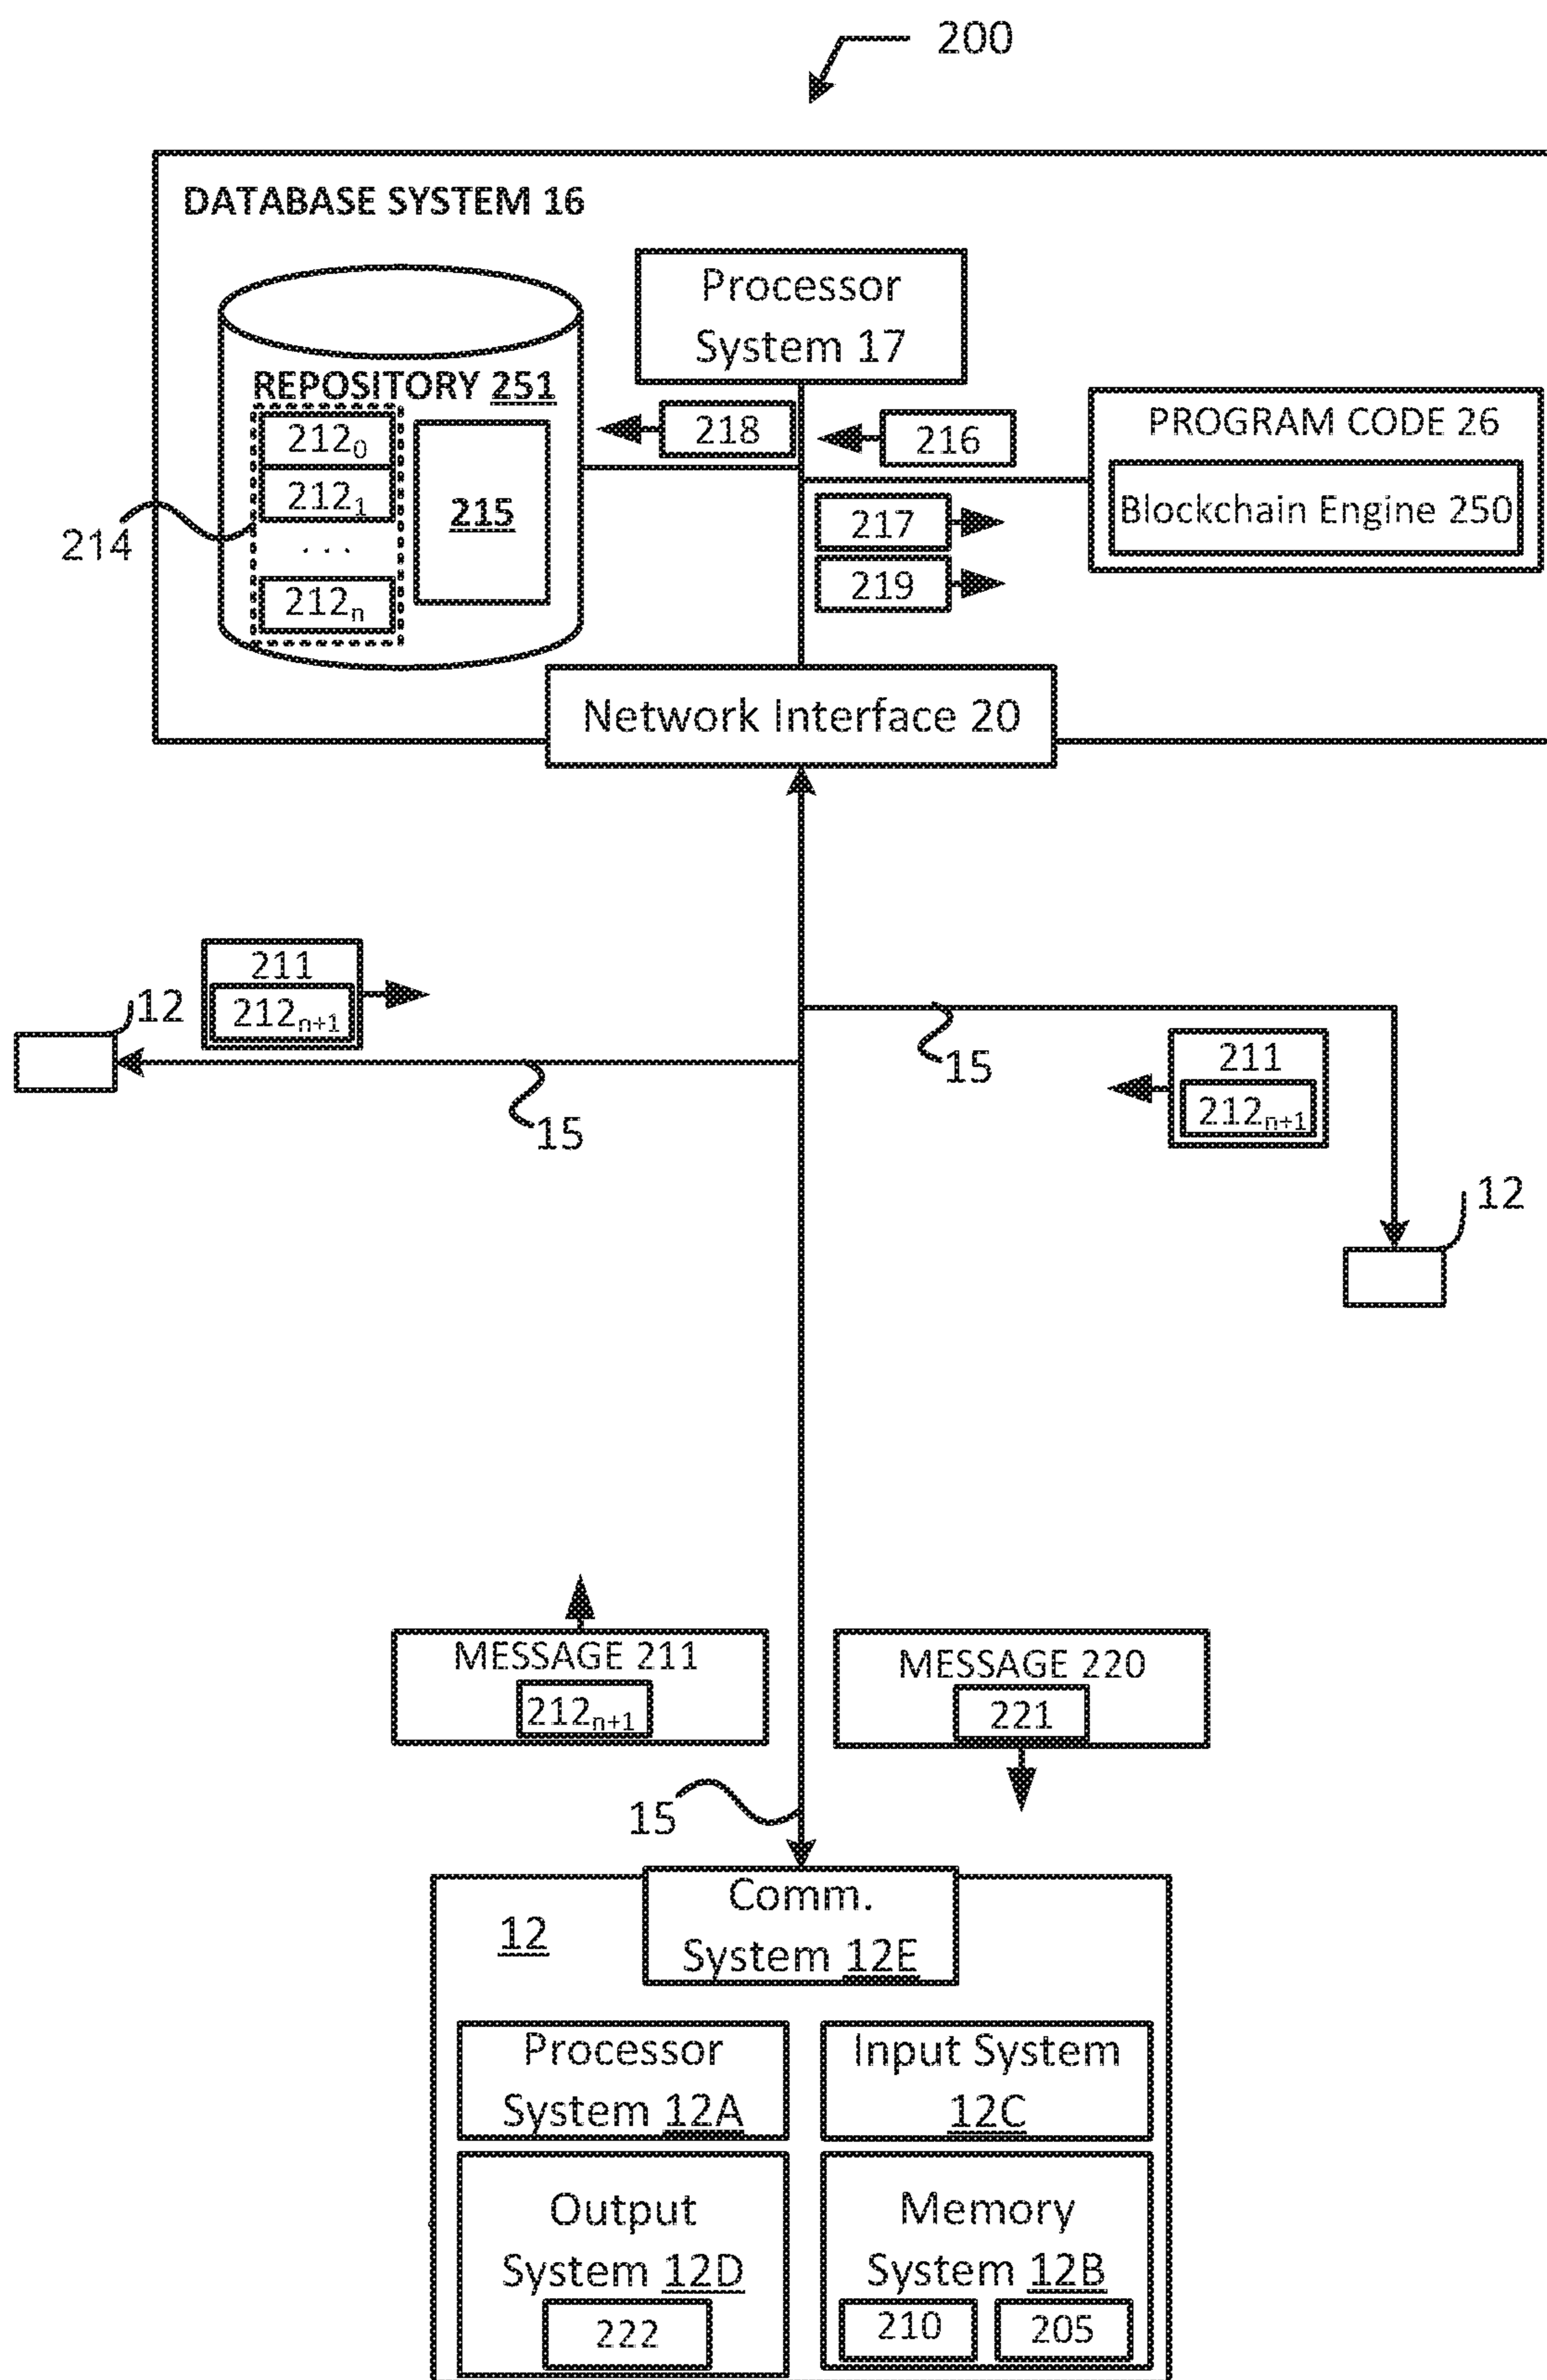 200
DATABASE SYSTEM 16
Processor
System 17
REPOSITORY 251
212₀
212₁
. . .
212ₙ
214
215
218
216
217
219
PROGRAM CODE 26
Blockchain Engine 250
Network Interface 20
12
211
212ₙ₊₁
15
15
211
212ₙ₊₁
12
MESSAGE 211
212ₙ₊₁
MESSAGE 220
221
15
12
Comm.
System 12E
Processor
System 12A
Input System
12C
Output
System 12D
222
Memory
System 12B
210
205